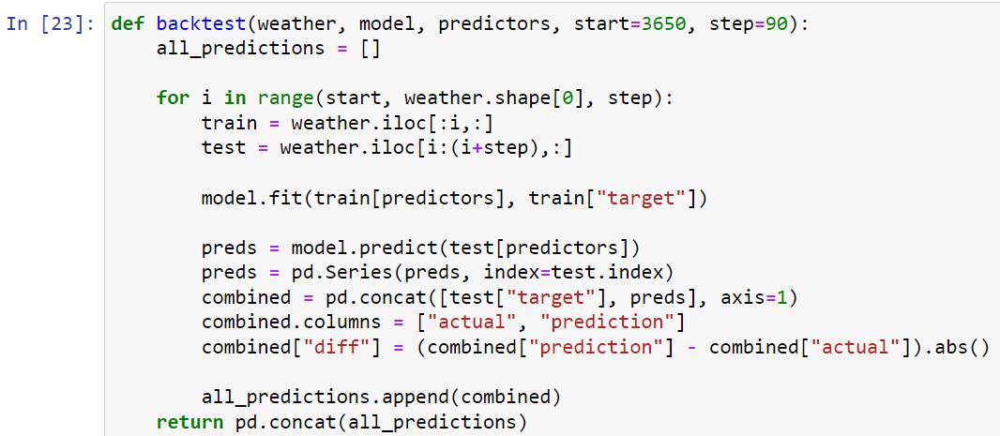 In [23]: def backtest(weather, model, predictors, start=3650, step=90):
    all_predictions = []

    for i in range(start, weather.shape[0], step):
        train = weather.iloc[:i,:]
        test = weather.iloc[i:(i+step),:]

        model.fit(train[predictors], train["target"])

        preds = model.predict(test[predictors])
        preds = pd.Series(preds, index=test.index)
        combined = pd.concat([test["target"], preds], axis=1)
        combined.columns = ["actual", "prediction"]
        combined["diff"] = (combined["prediction"] - combined["actual"]).abs()

        all_predictions.append(combined)
    return pd.concat(all_predictions)